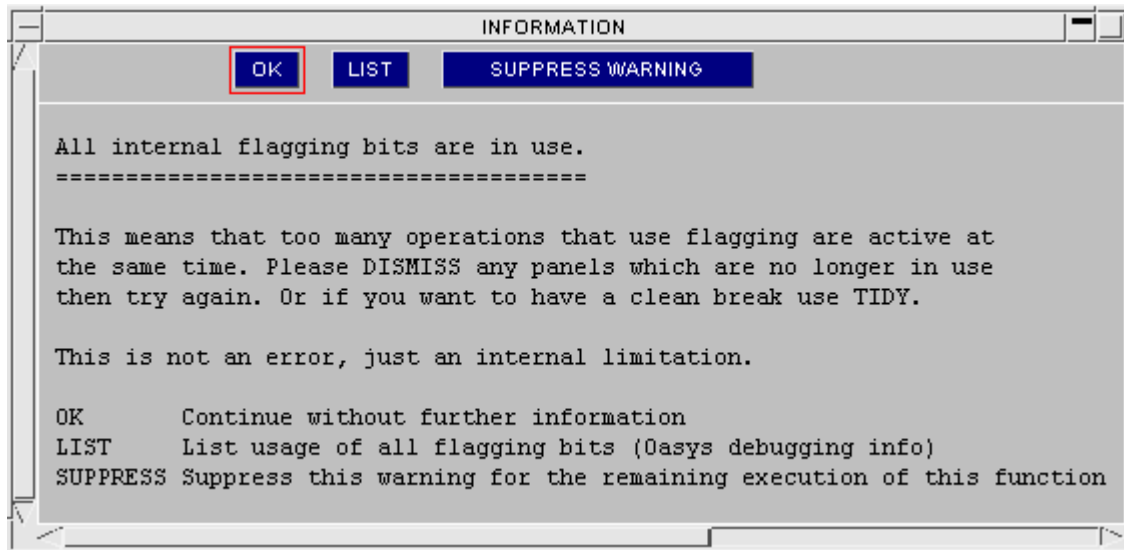 INFORMATION
OK LIST SUPPRESS WARNING
All internal flagging bits are in use.
======================================
This means that too many operations that use flagging are active at
the same time. Please DISMISS any panels which are no longer in use
then try again. Or if you want to have a clean break use TIDY.
This is not an error, just an internal limitation.
OK Continue without further information
LIST List usage of all flagging bits (Oasys debugging info)
SUPPRESS Suppress this warning for the remaining execution of this function